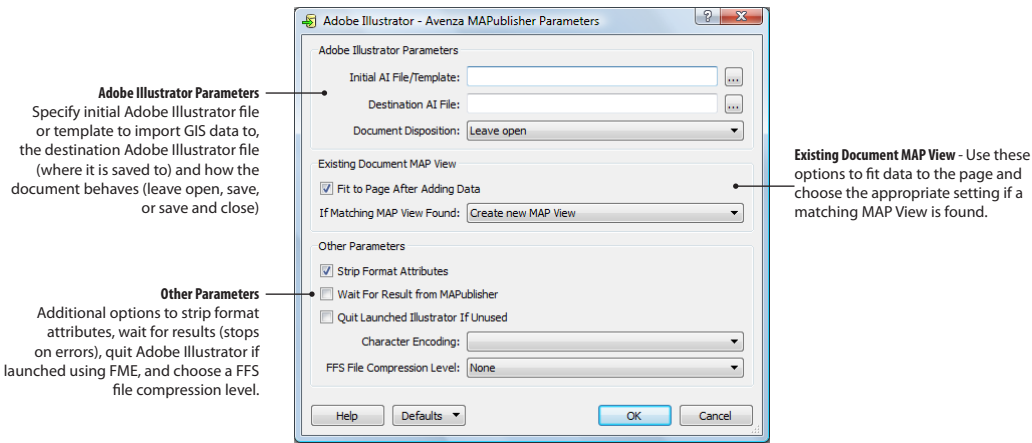 Adobe Illustrator - Avenza MAPublisher Parameters
?
Adobe Illustrator Parameters
Initial AI File/Template:
...
Destination AI File:
...
Document Disposition: Leave open
Existing Document MAP View
Fit to Page After Adding Data
If Matching MAP View Found: Create new MAP View
Other Parameters
Strip Format Attributes
Wait For Result from MAPublisher
Quit Launched Illustrator If Unused
Character Encoding:
FFS File Compression Level: None
Help
Defaults
OK
Cancel
Adobe Illustrator Parameters
Specify initial Adobe Illustrator file
or template to import GIS data to,
the destination Adobe Illustrator file
(where it is saved to) and how the
document behaves (leave open, save,
or save and close)
Other Parameters
Additional options to strip format
attributes, wait for results (stops
on errors), quit Adobe Illustrator if
launched using FME, and choose a FFS
file compression level.
Existing Document MAP View - Use these
options to fit data to the page and
choose the appropriate setting if a
matching MAP View is found.